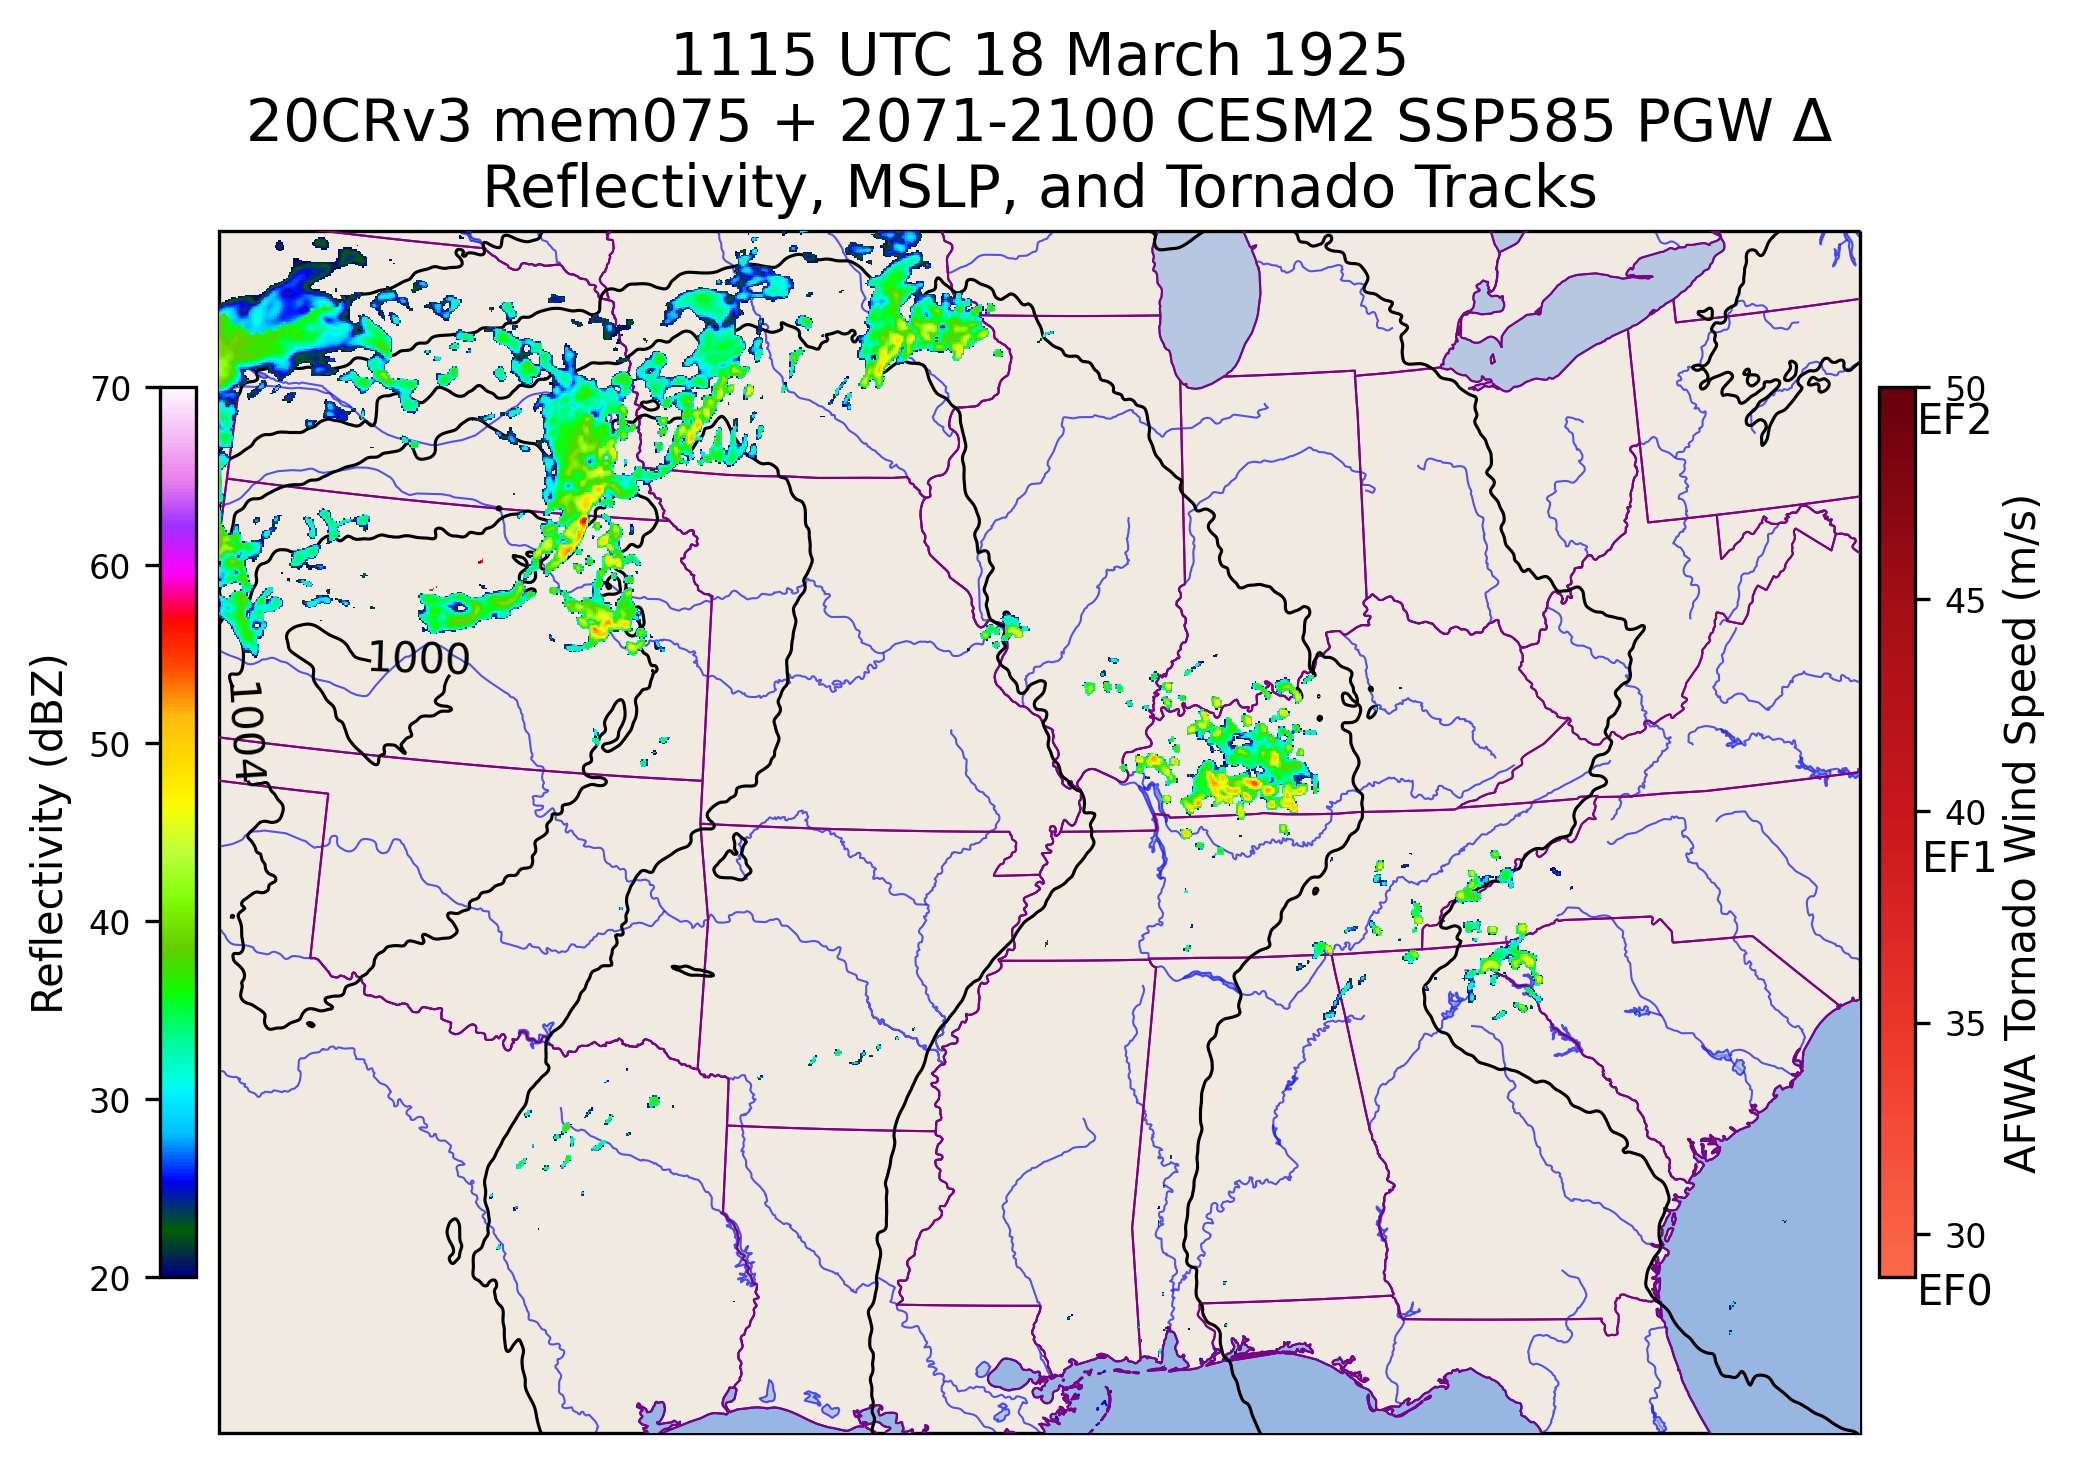 1115 UTC 18 March 1925
20CRv3 mem075 + 2071-2100 CESM2 SSP585 PGW Δ
Reflectivity, MSLP, and Tornado Tracks
70
60
50
40
30
20
Reflectivity (dBZ)
1000
1004
50
EF2
45
40
EF1
35
30
EF0
AFWA Tornado Wind Speed (m/s)